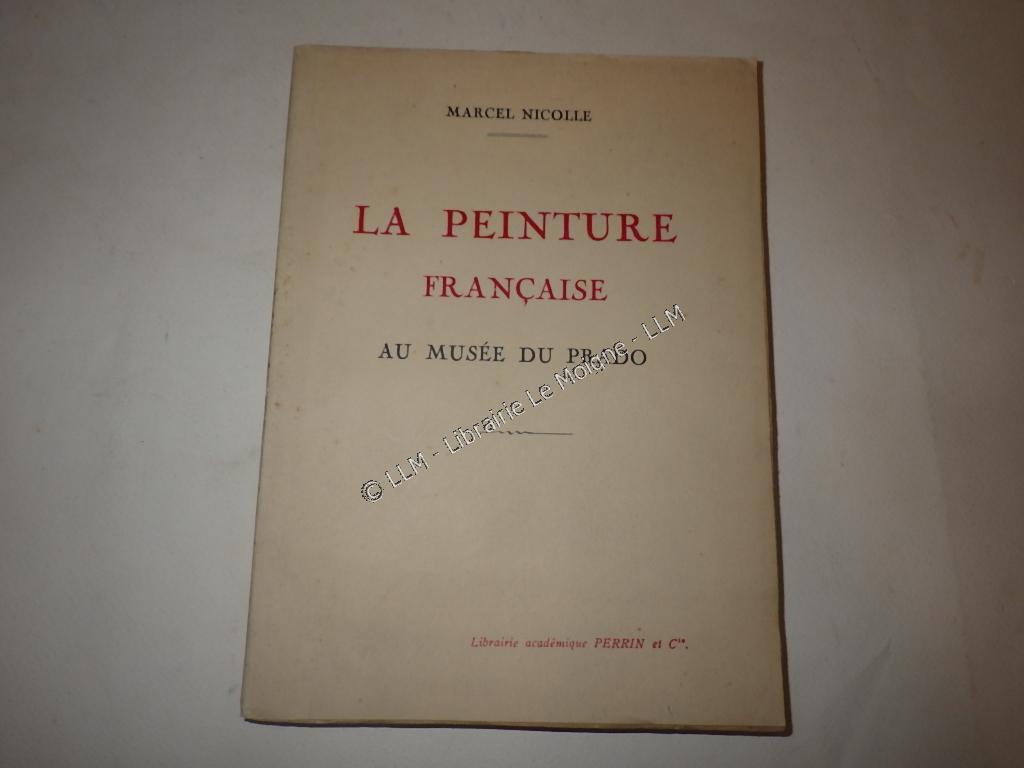 MARCEL NICOLLE
LA PEINTURE
FRANÇAISE
AU MUSÉE DU PRADO
© LLM - Librairie Le Moigne - LLM
Librairie académique PERRIN et Cie.